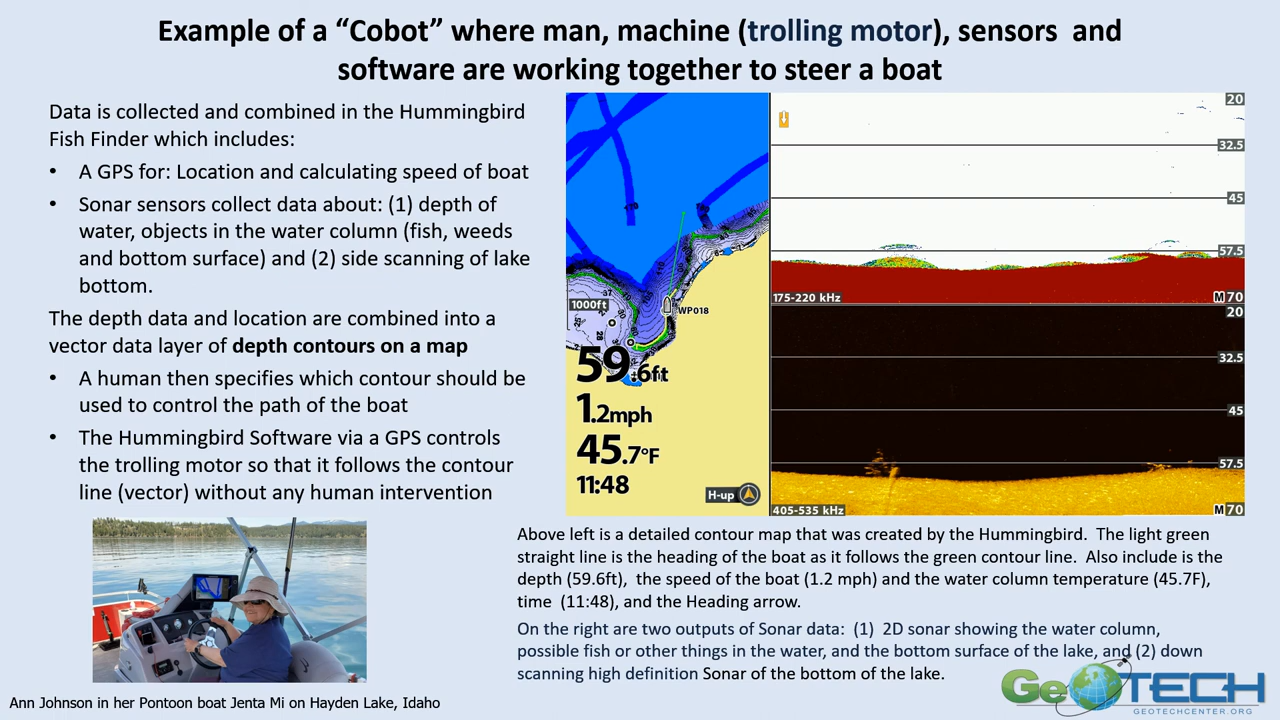 Example of a “Cobot” where man, machine (trolling motor), sensors and
software are working together to steer a boat
Data is collected and combined in the Hummingbird
Fish Finder which includes:
• A GPS for: Location and calculating speed of boat
• Sonar sensors collect data about: (1) depth of
water, objects in the water column (fish, weeds
and bottom surface) and (2) side scanning of lake
bottom.
The depth data and location are combined into a
vector data layer of depth contours on a map
• A human then specifies which contour should be
used to control the path of the boat
• The Hummingbird Software via a GPS controls
the trolling motor so that it follows the contour
line (vector) without any human intervention
Ann Johnson in her Pontoon boat Jenta Mi on Hayden Lake, Idaho
1000ft
WP018
59.6ft
1.2mph
45.7°F
11:48
H-up
20
32.5
45
57.5
175-220 kHz
M 70
20
32.5
45
57.5
405-535 kHz
M 70
Above left is a detailed contour map that was created by the Hummingbird. The light green
straight line is the heading of the boat as it follows the green contour line. Also include is the
depth (59.6ft), the speed of the boat (1.2 mph) and the water column temperature (45.7F),
time (11:48), and the Heading arrow.
On the right are two outputs of Sonar data: (1) 2D sonar showing the water column,
possible fish or other things in the water, and the bottom surface of the lake, and (2) down
scanning high definition Sonar of the bottom of the lake.
GeoTECH
GEOTECHCENTER.ORG